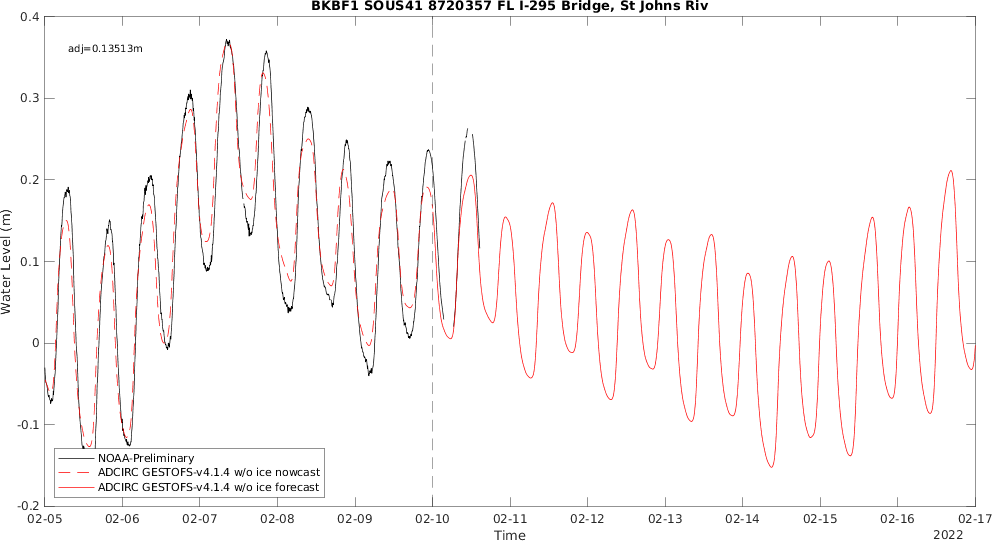 BKBF1 SOUS41 8720357 FL I-295 Bridge, St Johns Riv
adj=0.13513m
Water Level (m)
0.4
0.3
0.2
0.1
0
-0.1
-0.2
NOAA-Preliminary
ADCIRC GESTOFS-v4.1.4 w/o ice nowcast
ADCIRC GESTOFS-v4.1.4 w/o ice forecast
02-05 02-06 02-07 02-08 02-09 02-10 02-11 02-12 02-13 02-14 02-15 02-16 02-17
Time
2022